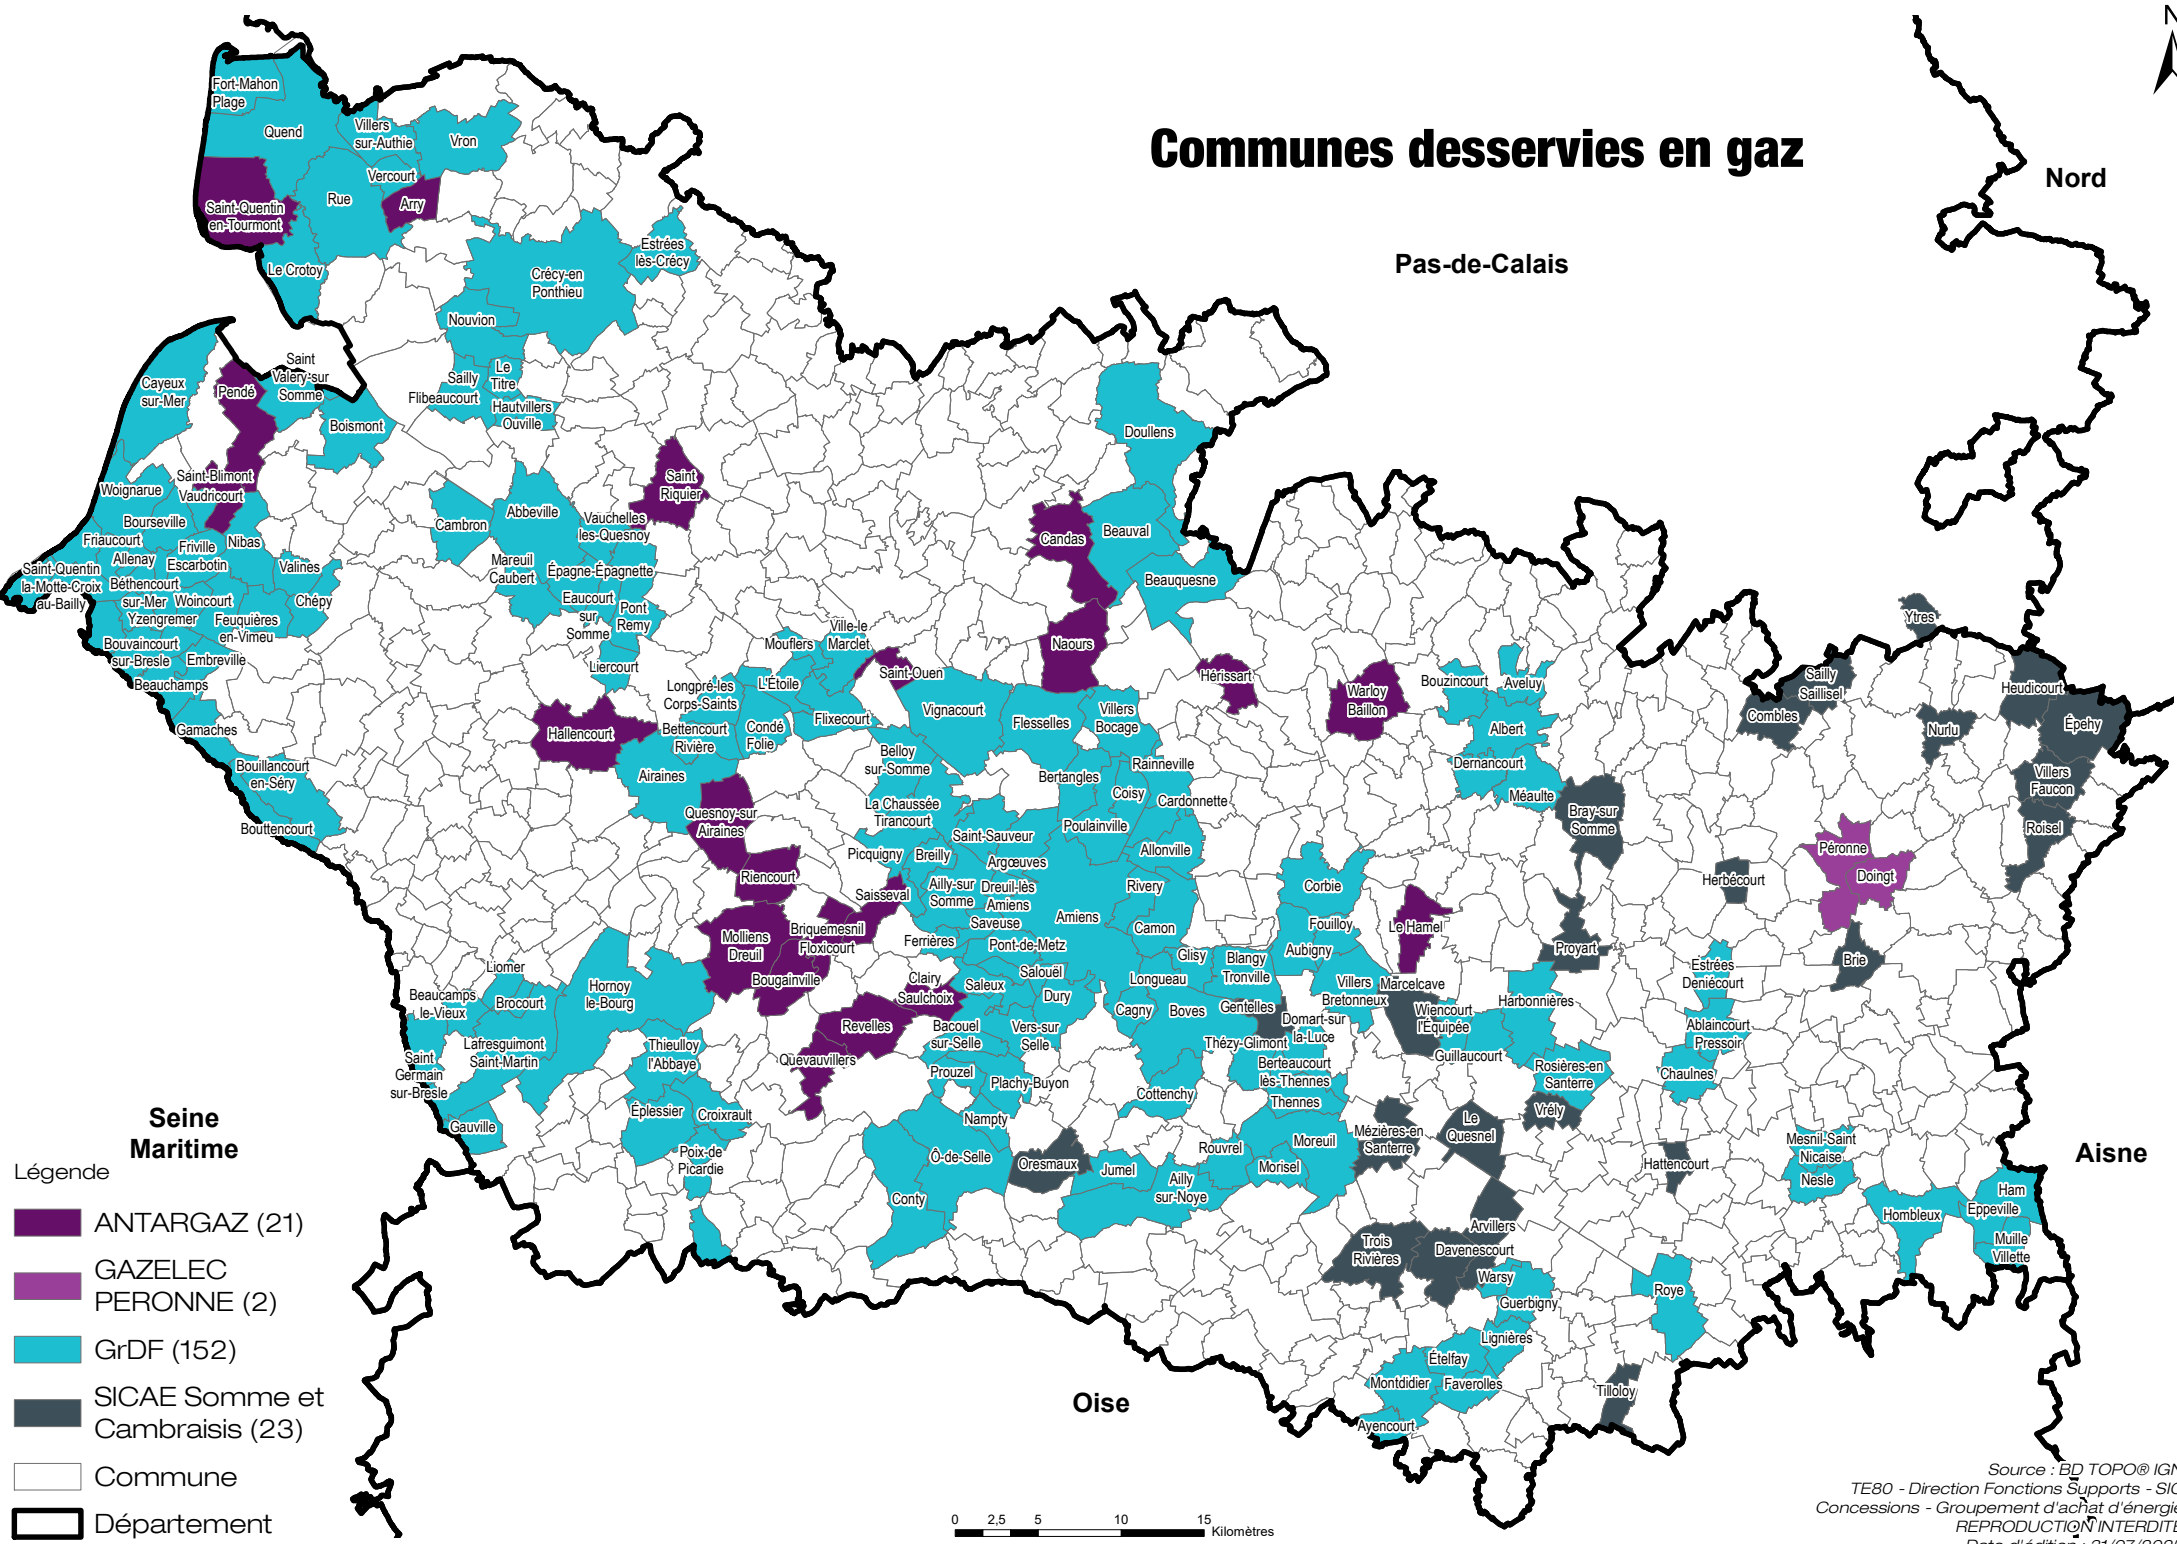 N
Commune​s desservies en gaz
Nord
Pas-de-Calais
Fort-Mahon
Plage
Quend
Villers
sur-Authie
Vron
Vercourt
Rue
Arry
Saint-Quentin
en-Tourmont
Le Crotoy
Estrées
lès-Crécy
Crécy-en
Ponthieu
Nouvion
Saint
Valery-sur
Somme
Cayeux
sur-Mer
Pendé
Sailly
Flibeaucourt
Le
Titre
Hautvillers
Ouville
Boismont
Doullens
Saint-Blimont
Vaudricourt
Woignarue
Saint
Riquier
Bourseville
Abbeville
Cambron
Vauchelles
les-Quesnoy
Candas
Beauval
Friaucourt
Friville
Escarbotin
Nibas
Allenay
Valines
Saint-Quentin
la-Motte-Croix
au-Bailly
Mareuil
Caubert
Épagne-Épagnette
Beauquesne
Béthencourt
sur-Mer
Woincourt
Chépy
Eaucourt
sur
Somme
Pont
Remy
Yzengremer
Feuquières
en-Vimeu
Ytres
Bouvaincourt
sur-Bresle
Embreville
Ville-le
Marclet
Mouflers
Naours
Liercourt
Saint-Ouen
Hérissart
Beauchamps
Longpré-les
Corps-Saints
L'Étoile
Warloy
Baillon
Bouzincourt
Aveluy
Sailly
Saillisel
Heudicourt
Combles
Gamaches
Hallencourt
Bettencourt
Rivière
Condé
Folie
Flixecourt
Vignacourt
Flesselles
Villers
Bocage
Albert
Nurlu
Épehy
Belloy
sur-Somme
Bouillancourt
en-Séry
Airaines
Bertangles
Rainneville
Dernancourt
Villers
Faucon
Coisy
Cardonnette
Méaulte
La Chaussée
Tirancourt
Quesnoy-sur
Airaines
Bray-sur
Somme
Roisel
Bouttencourt
Saint-Sauveur
Poulainville
Picquigny
Breilly
Argœuves
Allonville
Péronne
Riencourt
Doingt
Herbécourt
Saisseval
Ailly-sur
Somme
Dreuil-lès
Amiens
Rivery
Corbie
Saveuse
Amiens
Briquemesnil
Floxicourt
Camon
Fouilloy
Le Hamel
Molliens
Dreuil
Ferrières
Pont-de-Metz
Aubigny
Proyart
Glisy
Blangy
Tronville
Brie
Liomer
Bougainville
Clairy
Saulchoix
Salouël
Longueau
Estrées
Deniécourt
Hornoy
le-Bourg
Saleux
Dury
Villers
Bretonneux
Marcelcave
Beaucamps
le-Vieux
Brocourt
Harbonnières
Revelles
Cagny
Boves
Gentelles
Wiencourt
l'Équipée
Domart-sur
la-Luce
Ablaincourt
Pressoir
Bacouel
sur-Selle
Vers-sur
Selle
Lafresguimont
Saint-Martin
Thieulloy
l'Abbaye
Thézy-Glimont
Guillaucourt
Saint
Germain
sur-Bresle
Quevauvillers
Berteaucourt
lès-Thennes
Rosières-en
Santerre
Chaulnes
Prouzel
Plachy-Buyon
Cottenchy
Thennes
Vrély
Éplessier
Croixrault
Nampty
Le
Quesnel
Mézières-en
Santerre
Gauville
Moreuil
Mesnil-Saint
Nicaise
Nesle
Rouvrel
Poix-de
Picardie
Ô-de-Selle
Oresmaux
Jumel
Morisel
Hattencourt
Ailly
sur-Noye
Conty
Ham
Eppeville
Hombleux
Arvillers
Muille
Villette
Trois
Rivières
Davenescourt
Warsy
Guerbigny
Roye
Lignières
Ételfay
Montdidier
Faverolles
Tilloloy
Ayencourt
Seine
Maritime
Aisne
Oise
Légende
ANTARGAZ (21)
GAZELEC
PERONNE (2)
GrDF (152)
SICAE Somme et
Cambraisis (23)
Commune
Département
0 2,5 5 10 15
Kilomètres
Source : BD TOPO® IGN
TE80 - Direction Fonctions Supports - SIG
Concessions - Groupement d'achat d'énergie
REPRODUCTION INTERDITE